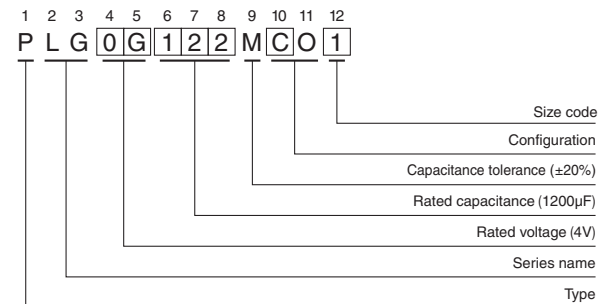 1 2 3 4 5 6 7 8 9 10 11 12
P L G 0 G 1 2 2 M C O 1
Size code
Configuration
Capacitance tolerance (±20%)
Rated capacitance (1200µF)
Rated voltage (4V)
Series name
Type